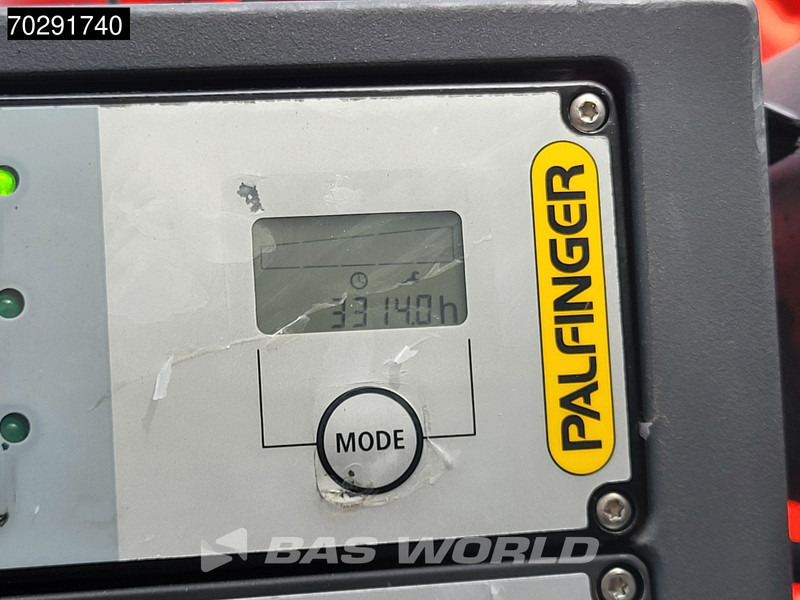 70291740
PALFINGER
3314.0h
MODE
BAS WORLD